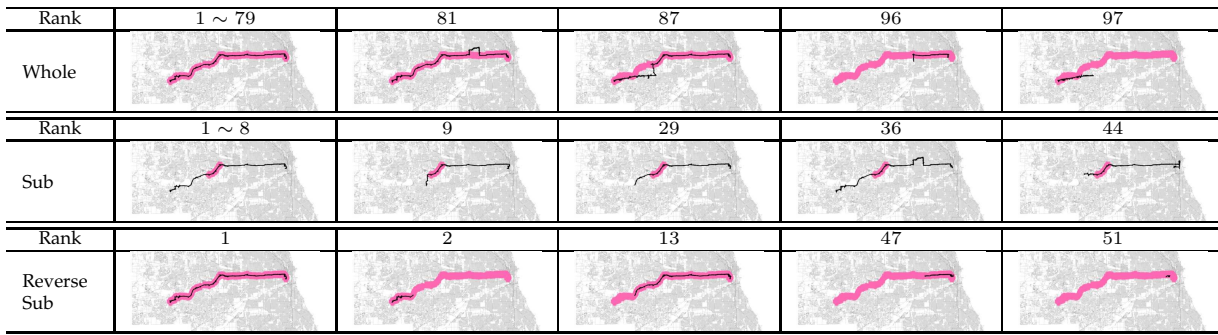 Rank 1 ∼ 79 81 87 96 97
Whole
Rank 1 ∼ 8 9 29 36 44
Sub
Rank 1 2 13 47 51
Reverse
Sub